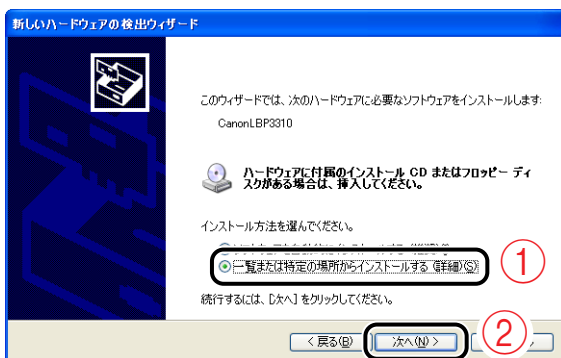 新しいハードウェアの検出ウィザード
このウィザードでは、次のハードウェアに必要なソフトウェアをインストールします:
CanonLBP3310
ハードウェアに付属のインストール CD またはフロッピー ディ
スクがある場合は、挿入してください。
インストール方法を選んでください。
一覧または特定の場所からインストールする (詳細)(S)
①
続行するには、[次へ] をクリックしてください。
< 戻る(B)
次へ(N) >
②